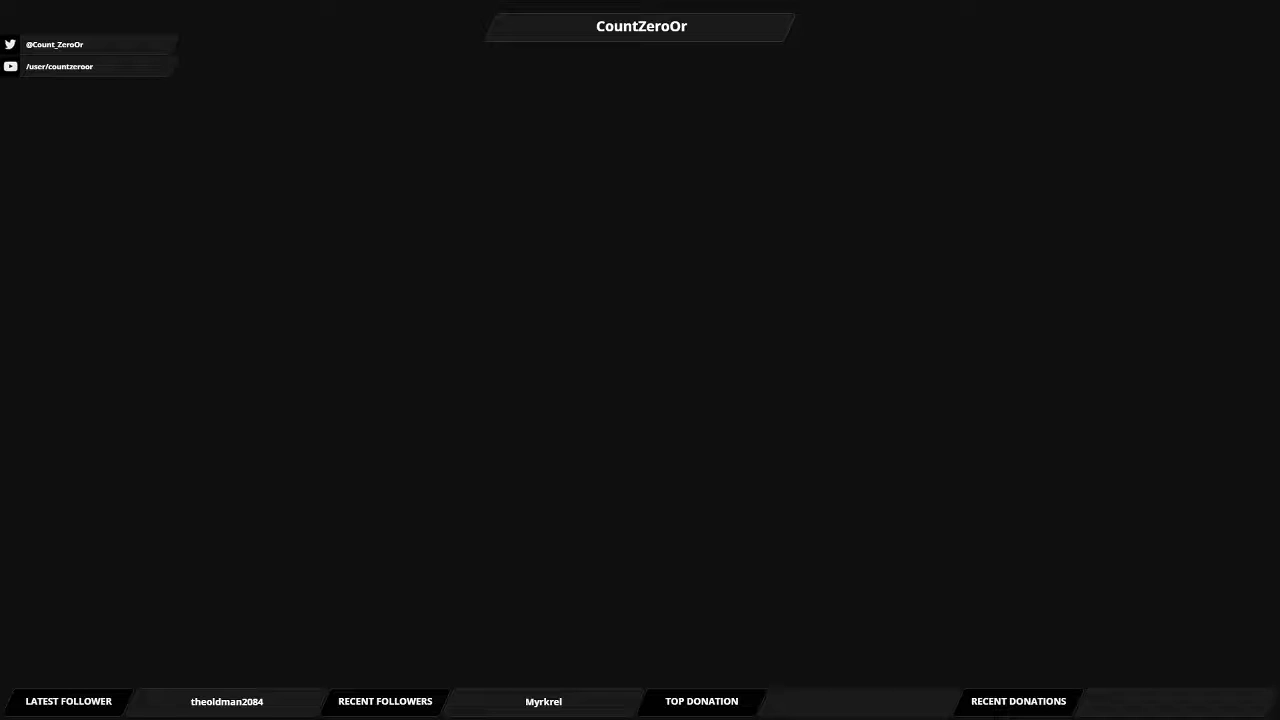 CountZeroOr
@Count_ZeroOr
/user/countzeroor
LATEST FOLLOWER theoldman2084 RECENT FOLLOWERS Myrkrel TOP DONATION RECENT DONATIONS